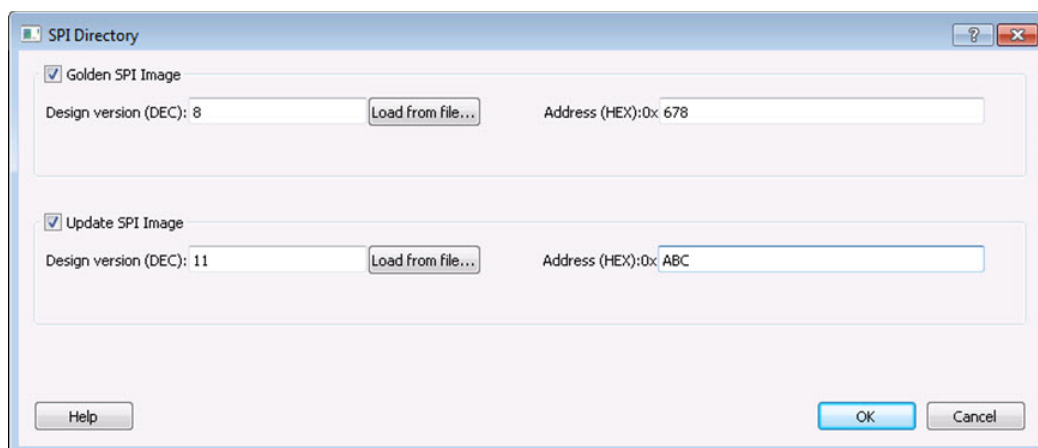 SPI Directory
Golden SPI Image
Design version (DEC): 8 Load from file... Address (HEX):0x 678
Update SPI Image
Design version (DEC): 11 Load from file... Address (HEX):0x ABC
Help OK Cancel